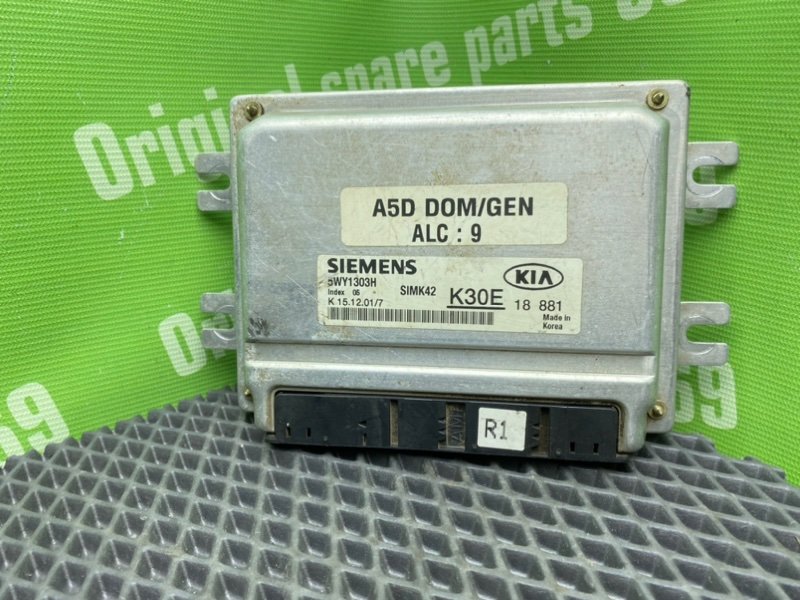 Original spare parts
A5D DOM/GEN
ALC : 9
SIEMENS
5WY1303H
Index 06
SIMK42
K 15.12.01/7
KIA
K30E 18 881
Made in
Korea
R1